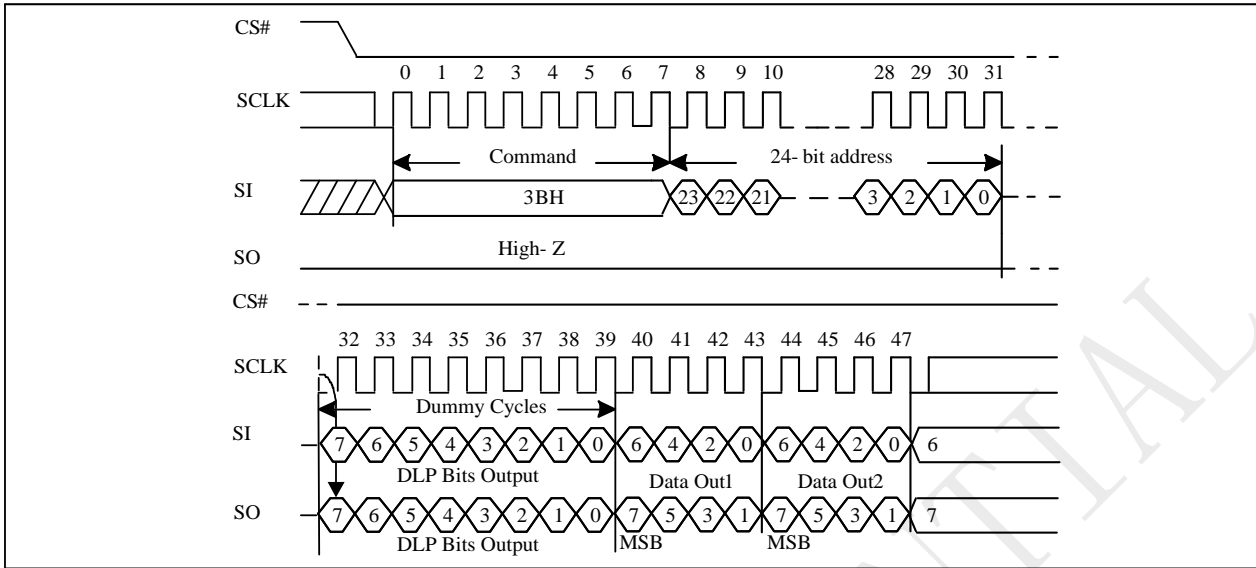 CS#
0 1 2 3 4 5 6 7 8 9 10 28 29 30 31
SCLK
Command 24- bit address
SI 3BH 23 22 21 3 2 1 0
High- Z
SO
CS#
32 33 34 35 36 37 38 39 40 41 42 43 44 45 46 47
SCLK
Dummy Cycles
SI 7 6 5 4 3 2 1 0 6 4 2 0 6 4 2 0 6
DLP Bits Output Data Out1 Data Out2
SO 7 6 5 4 3 2 1 0 7 5 3 1 7 5 3 1 7
DLP Bits Output MSB MSB